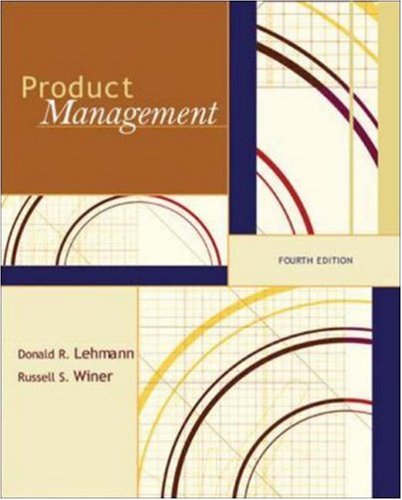 Product
Management
FOURTH EDITION
Donald R. Lehmann
Russell S. Winer